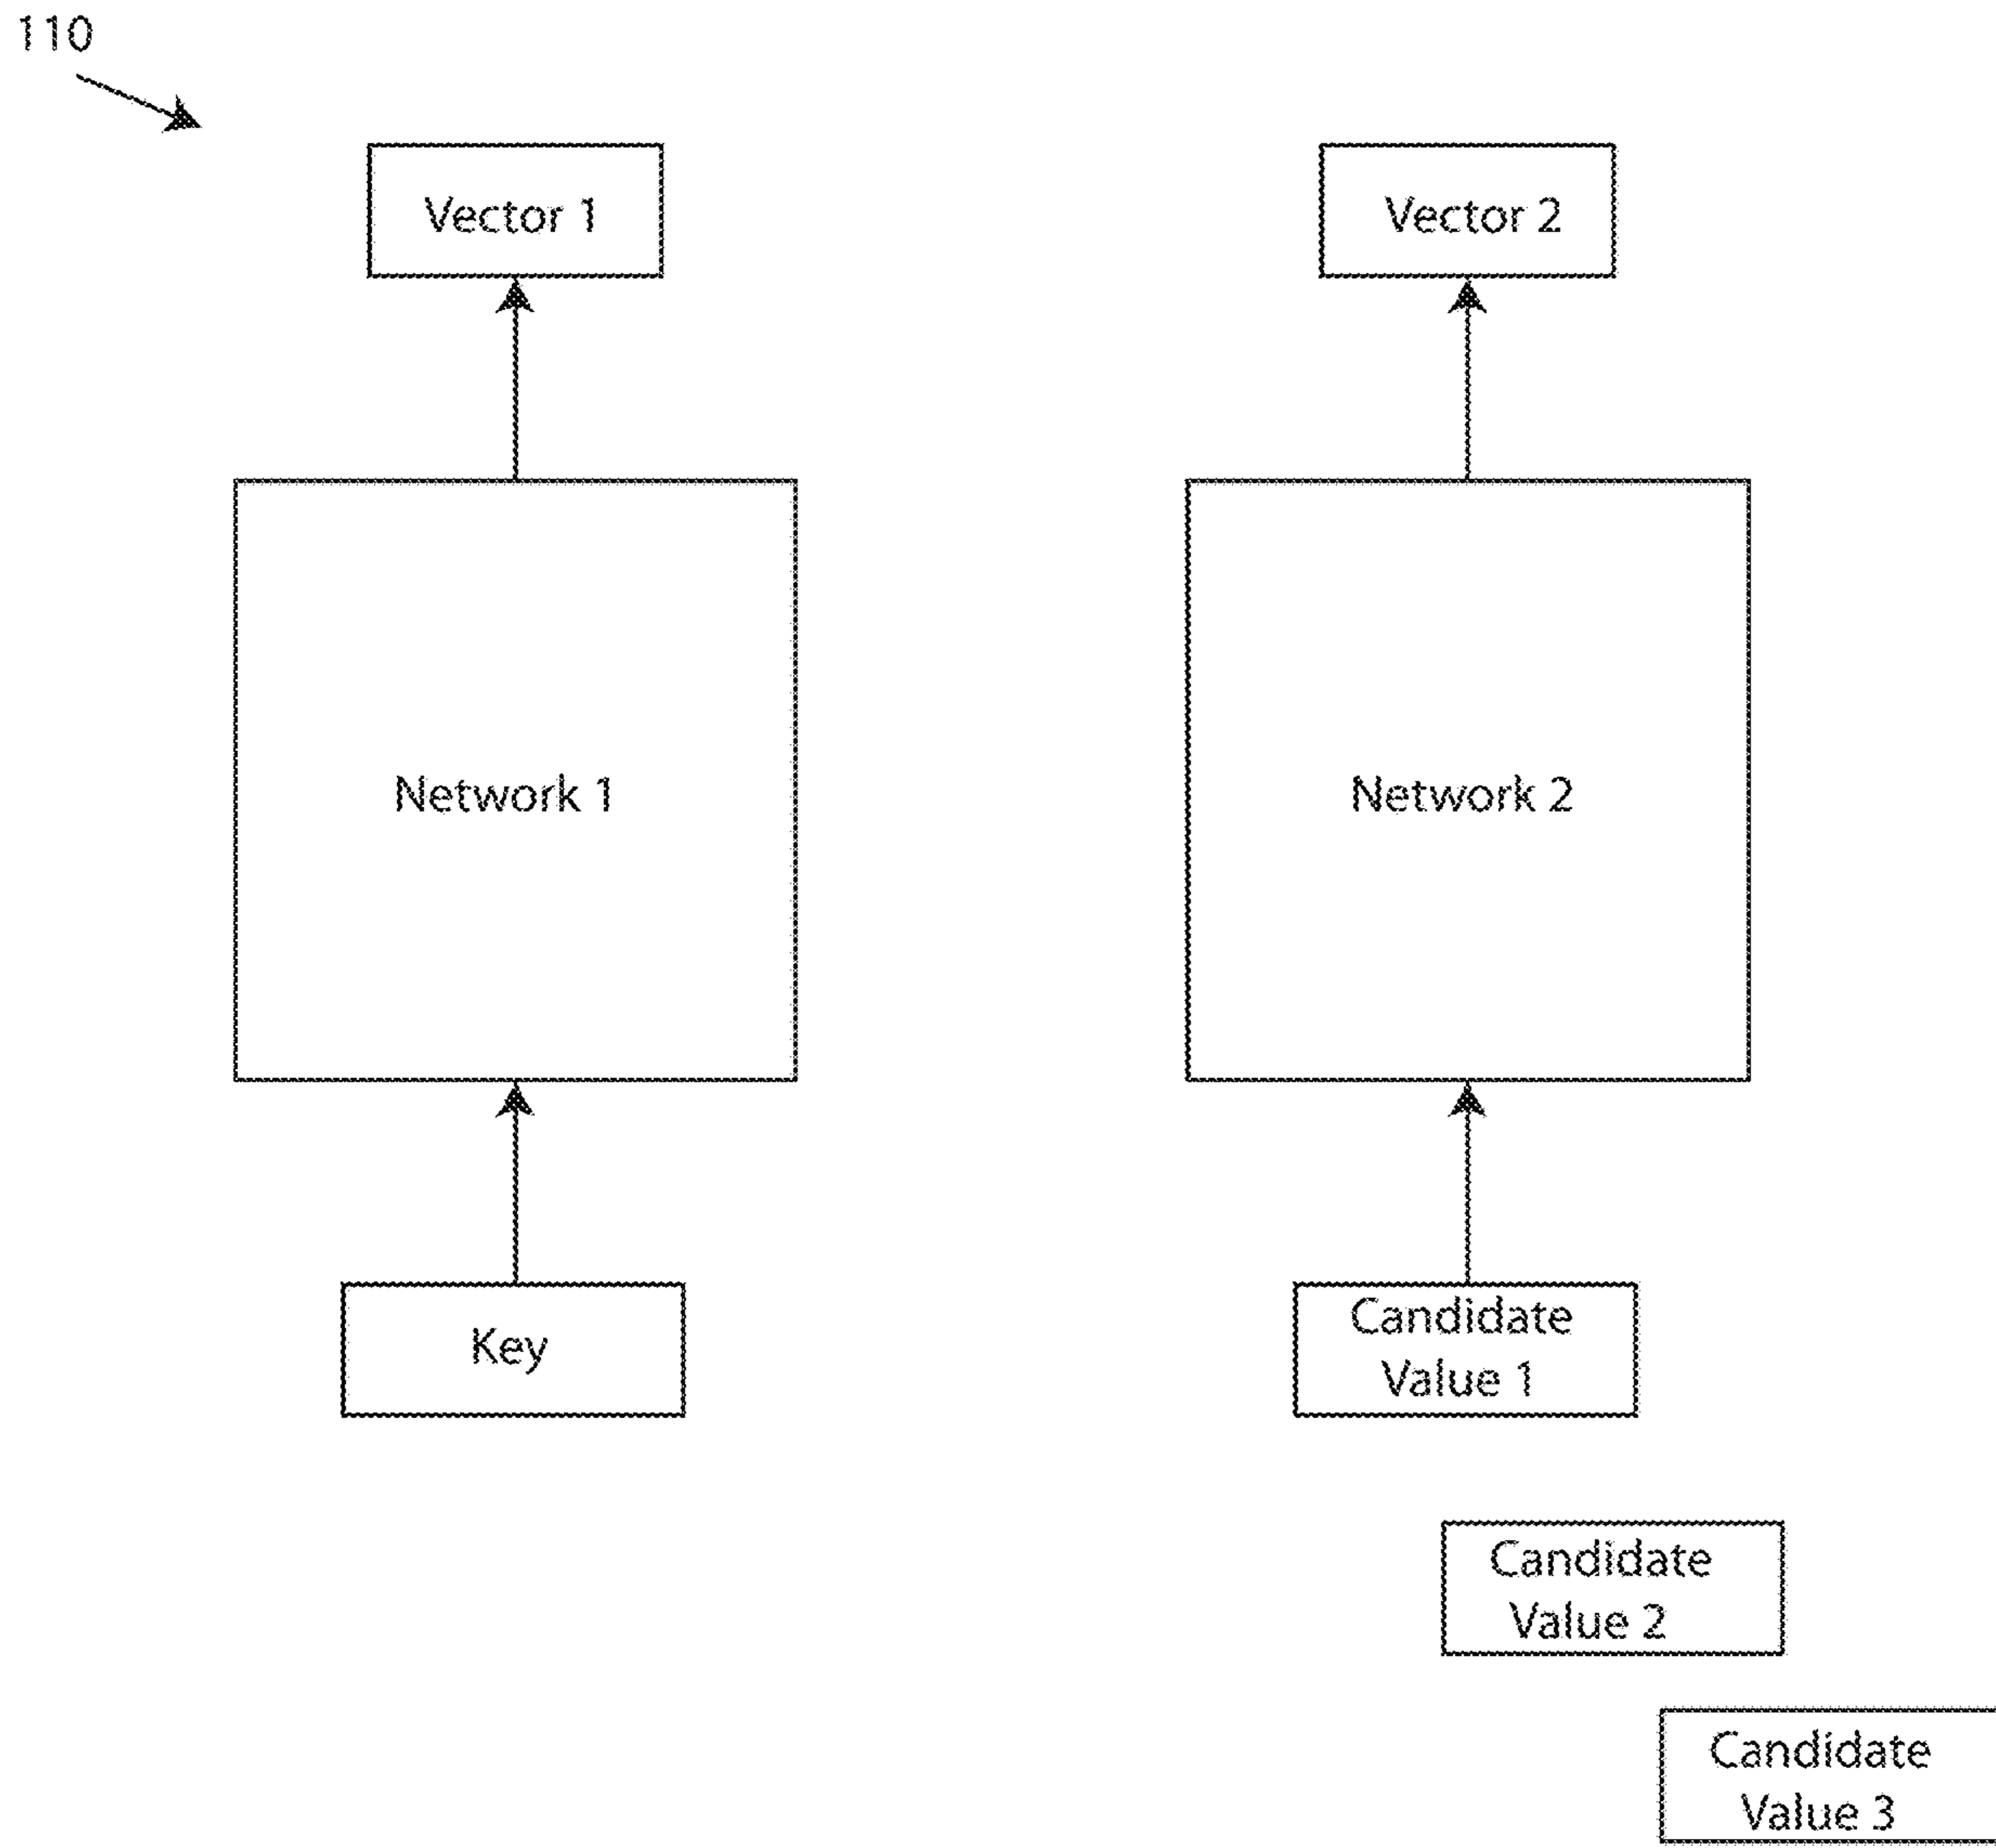 110
Vector 1
Vector 2
Network 1
Network 2
Key
Candidate
Value 1
Candidate
Value 2
Candidate
Value 3